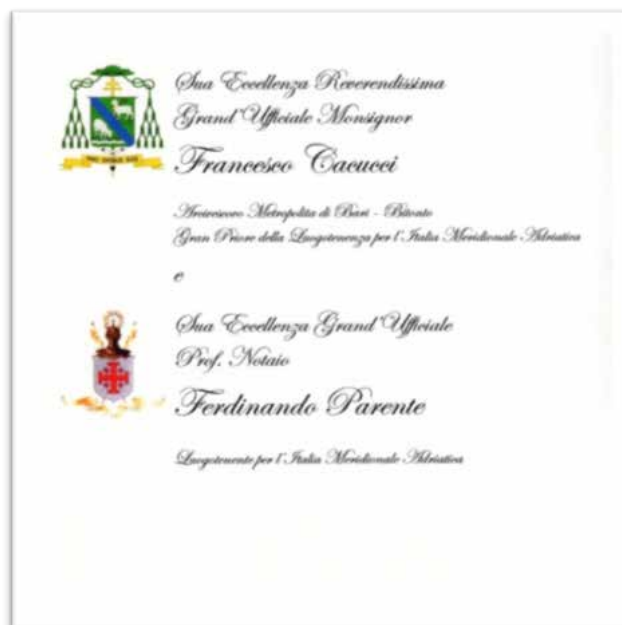 Sua Eccellenza Reverendissima
Grand'Ufficiale Monsignor
Francesco Cacucci
Arcivescovo Metropolita di Bari - Bitonto
Gran Priore della Luogotenenza per l'Italia Meridionale Adriatica
e
Sua Eccellenza Grand'Ufficiale
Prof. Notaio
Ferdinando Parente
Luogotenente per l'Italia Meridionale Adriatica